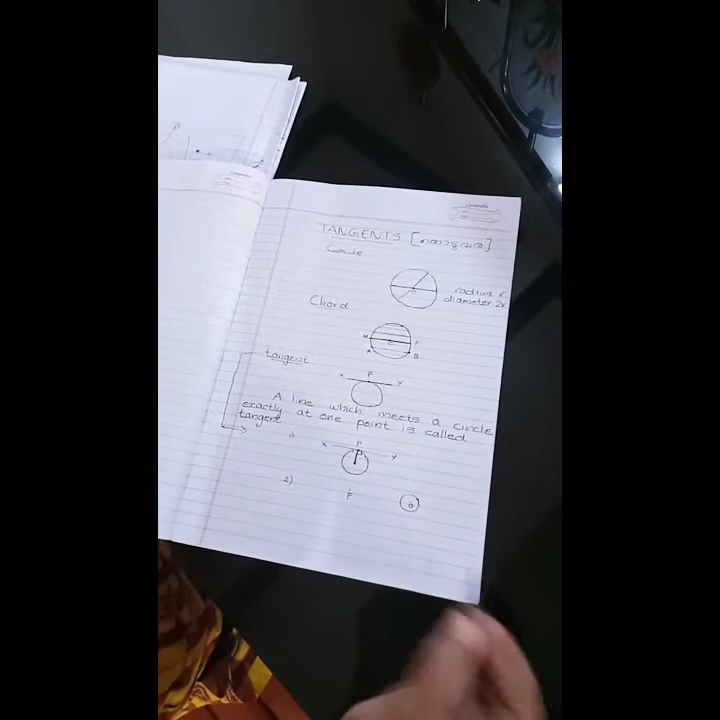 TANGENTS [തൊടുവര]
Circle
radius r
diameter 2r
Chord
M P
A B
tangent
P
X Y
A line which meets a circle
exactly at one point is called
tangent
1)
X P Y
2)
P O